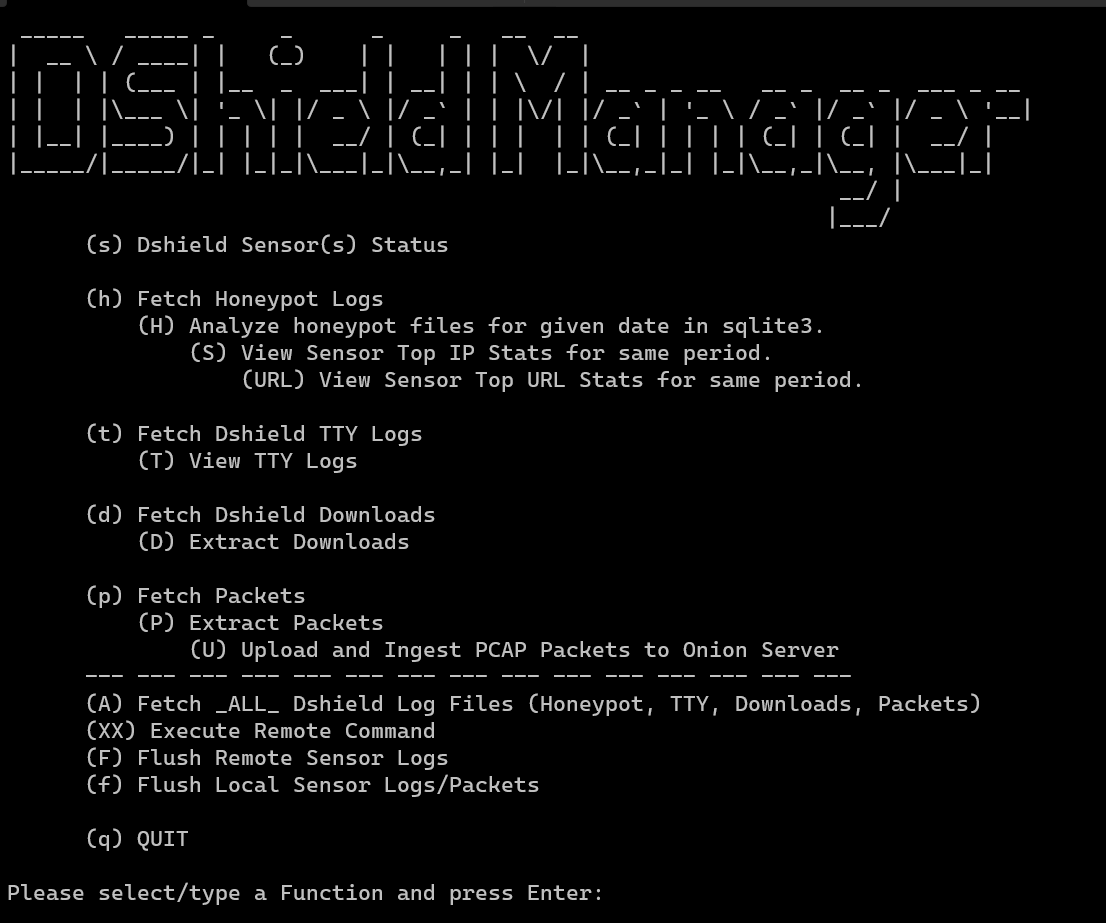 DShield Manager
(s) Dshield Sensor(s) Status
(h) Fetch Honeypot Logs
(H) Analyze honeypot files for given date in sqlite3.
(S) View Sensor Top IP Stats for same period.
(URL) View Sensor Top URL Stats for same period.
(t) Fetch Dshield TTY Logs
(T) View TTY Logs
(d) Fetch Dshield Downloads
(D) Extract Downloads
(p) Fetch Packets
(P) Extract Packets
(U) Upload and Ingest PCAP Packets to Onion Server
--- --- --- --- --- --- --- --- --- --- --- --- --- --- ---
(A) Fetch _ALL_ Dshield Log Files (Honeypot, TTY, Downloads, Packets)
(XX) Execute Remote Command
(F) Flush Remote Sensor Logs
(f) Flush Local Sensor Logs/Packets
(q) QUIT
Please select/type a Function and press Enter: